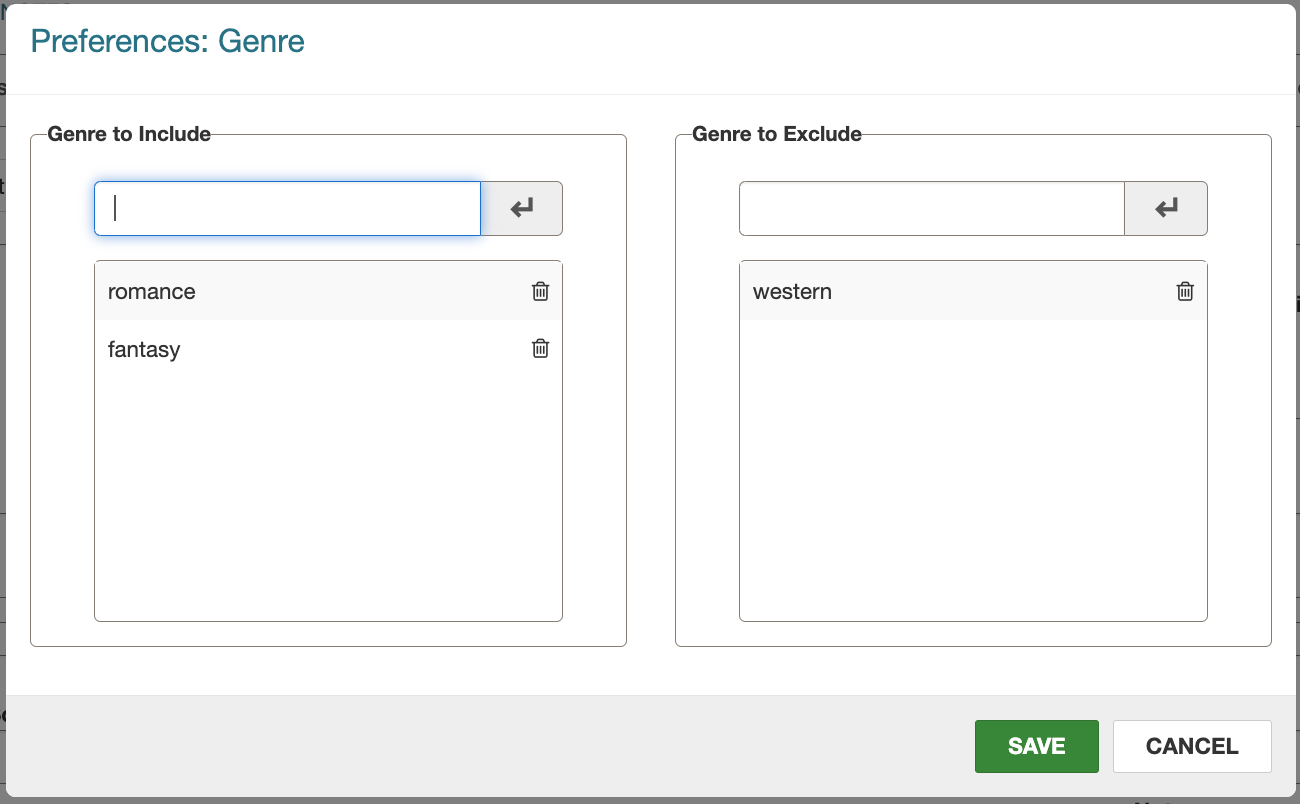 Preferences: Genre
Genre to Include
romance
fantasy
Genre to Exclude
western
SAVE
CANCEL